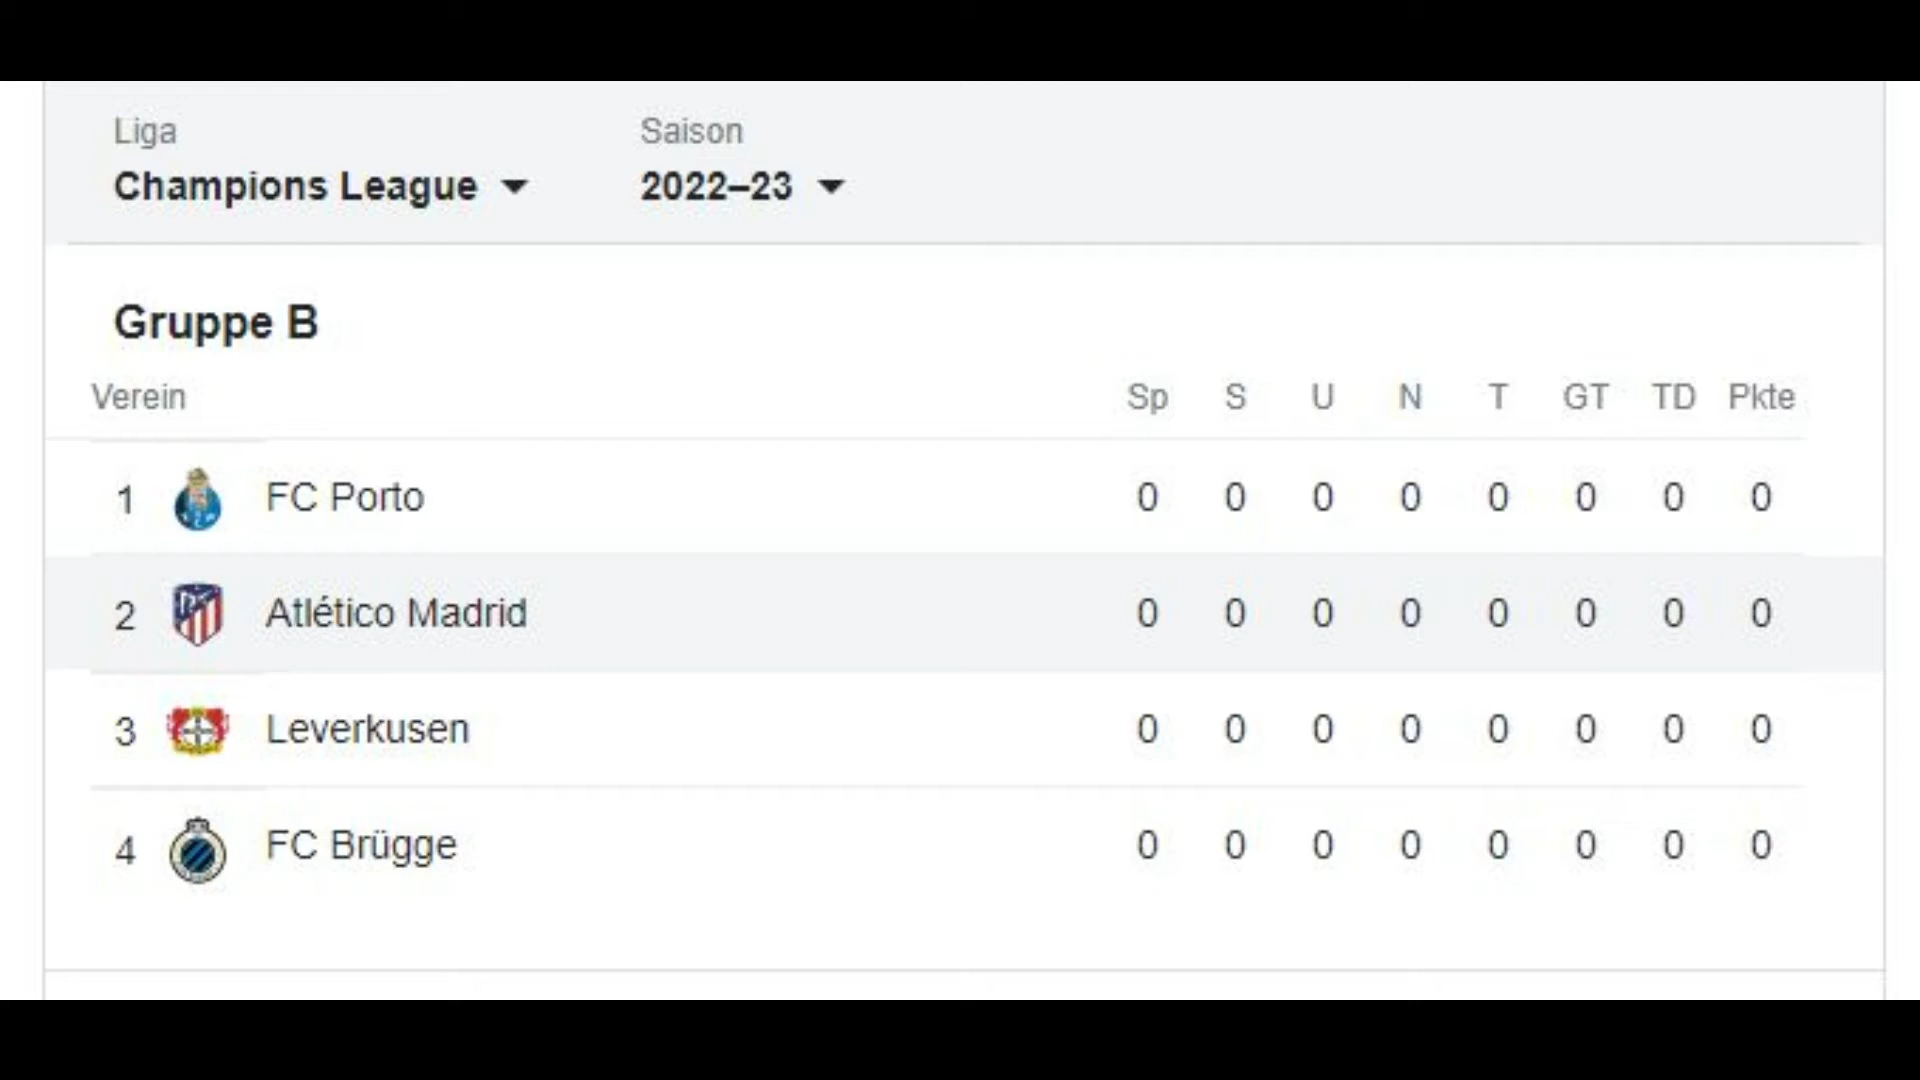 Liga Saison
Champions League 2022–23
Gruppe B
Verein Sp S U N T GT TD Pkte
1 FC Porto 0 0 0 0 0 0 0 0
2 Atlético Madrid 0 0 0 0 0 0 0 0
3 Leverkusen 0 0 0 0 0 0 0 0
4 FC Brügge 0 0 0 0 0 0 0 0